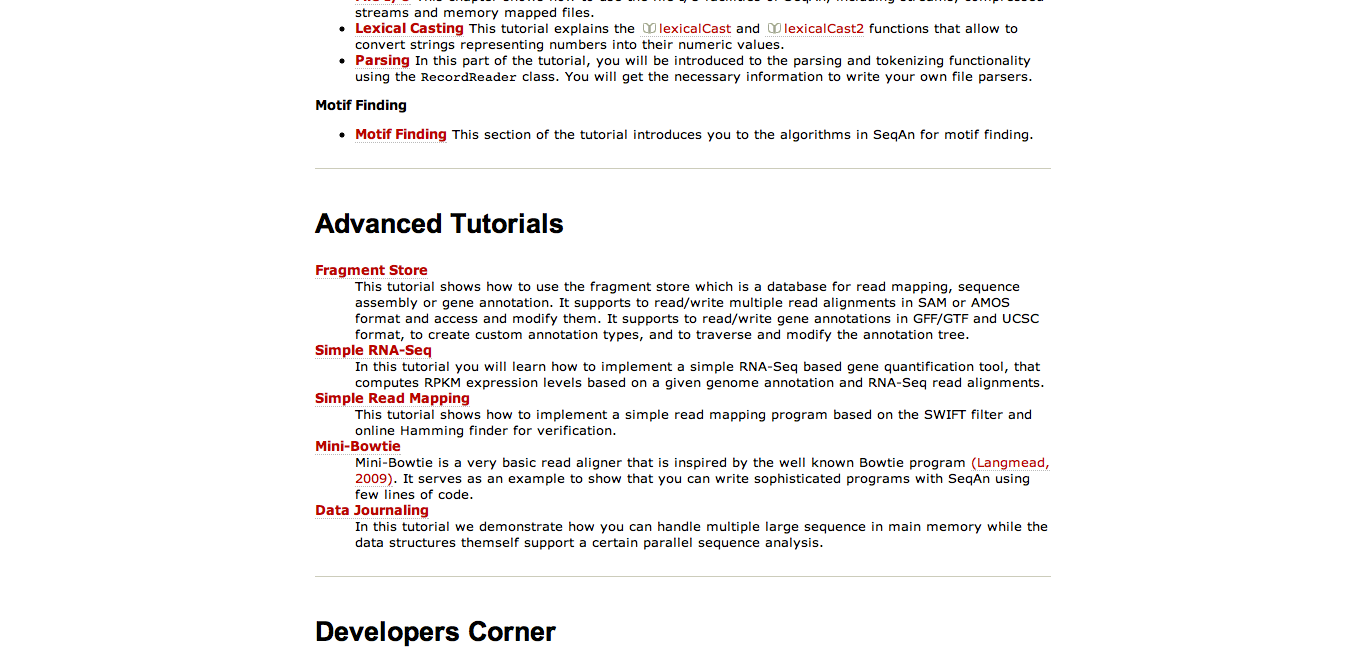 streams and memory mapped files.
Lexical Casting This tutorial explains the lexicalCast and lexicalCast2 functions that allow to
convert strings representing numbers into their numeric values.
Parsing In this part of the tutorial, you will be introduced to the parsing and tokenizing functionality
using the RecordReader class. You will get the necessary information to write your own file parsers.
Motif Finding
Motif Finding This section of the tutorial introduces you to the algorithms in SeqAn for motif finding.
Advanced Tutorials
Fragment Store
This tutorial shows how to use the fragment store which is a database for read mapping, sequence
assembly or gene annotation. It supports to read/write multiple read alignments in SAM or AMOS
format and access and modify them. It supports to read/write gene annotations in GFF/GTF and UCSC
format, to create custom annotation types, and to traverse and modify the annotation tree.
Simple RNA-Seq
In this tutorial you will learn how to implement a simple RNA-Seq based gene quantification tool, that
computes RPKM expression levels based on a given genome annotation and RNA-Seq read alignments.
Simple Read Mapping
This tutorial shows how to implement a simple read mapping program based on the SWIFT filter and
online Hamming finder for verification.
Mini-Bowtie
Mini-Bowtie is a very basic read aligner that is inspired by the well known Bowtie program (Langmead,
2009). It serves as an example to show that you can write sophisticated programs with SeqAn using
few lines of code.
Data Journaling
In this tutorial we demonstrate how you can handle multiple large sequence in main memory while the
data structures themself support a certain parallel sequence analysis.
Developers Corner